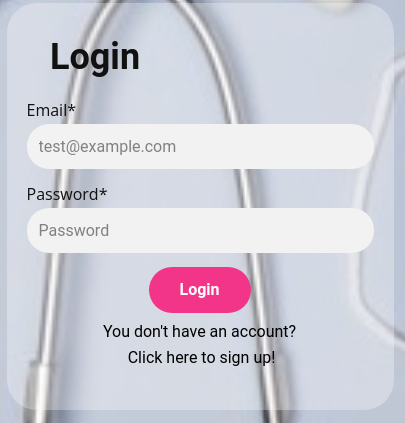 Login
Email*
test@example.com
Password*
Password
Login
You don't have an account?
Click here to sign up!